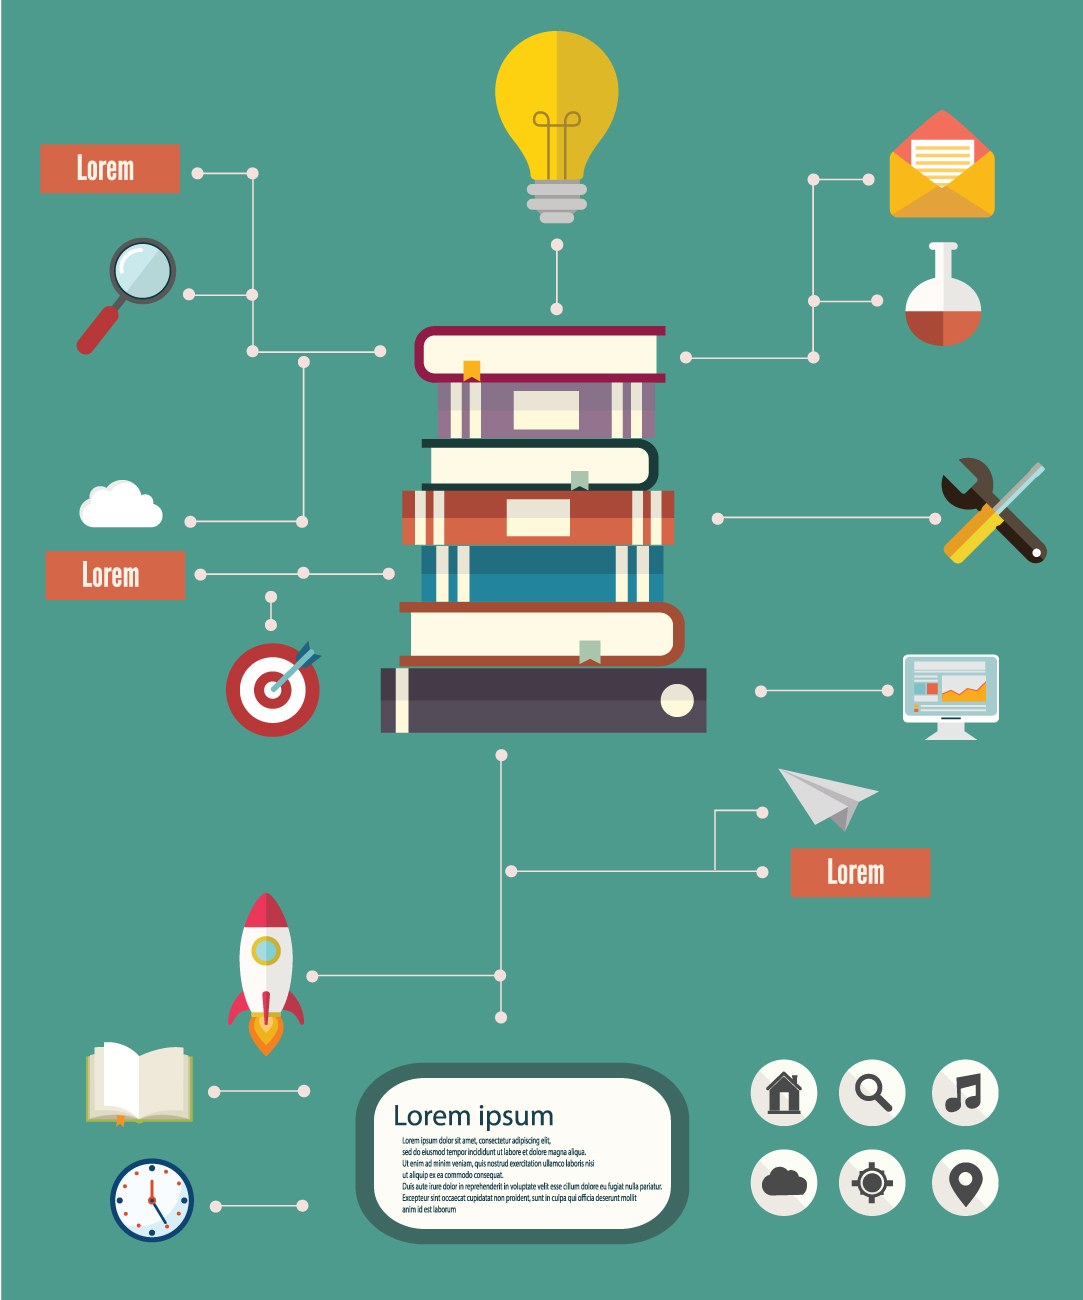 Lorem
Lorem
Lorem
Lorem ipsum
Lorem ipsum dolor sit amet, consectetur adipiscing elit,
sed do eiusmod tempor incididunt ut labore et dolore magna aliqua.
Ut enim ad minim veniam, quis nostrud exercitation ullamco laboris nisi
ut aliquip ex ea commodo consequat.
Duis aute irure dolor in reprehenderit in voluptate velit esse cillum dolore eu fugiat nulla pariatur.
Excepteur sint occaecat cupidatat non proident, sunt in culpa qui officia deserunt mollit
anim id est laborum